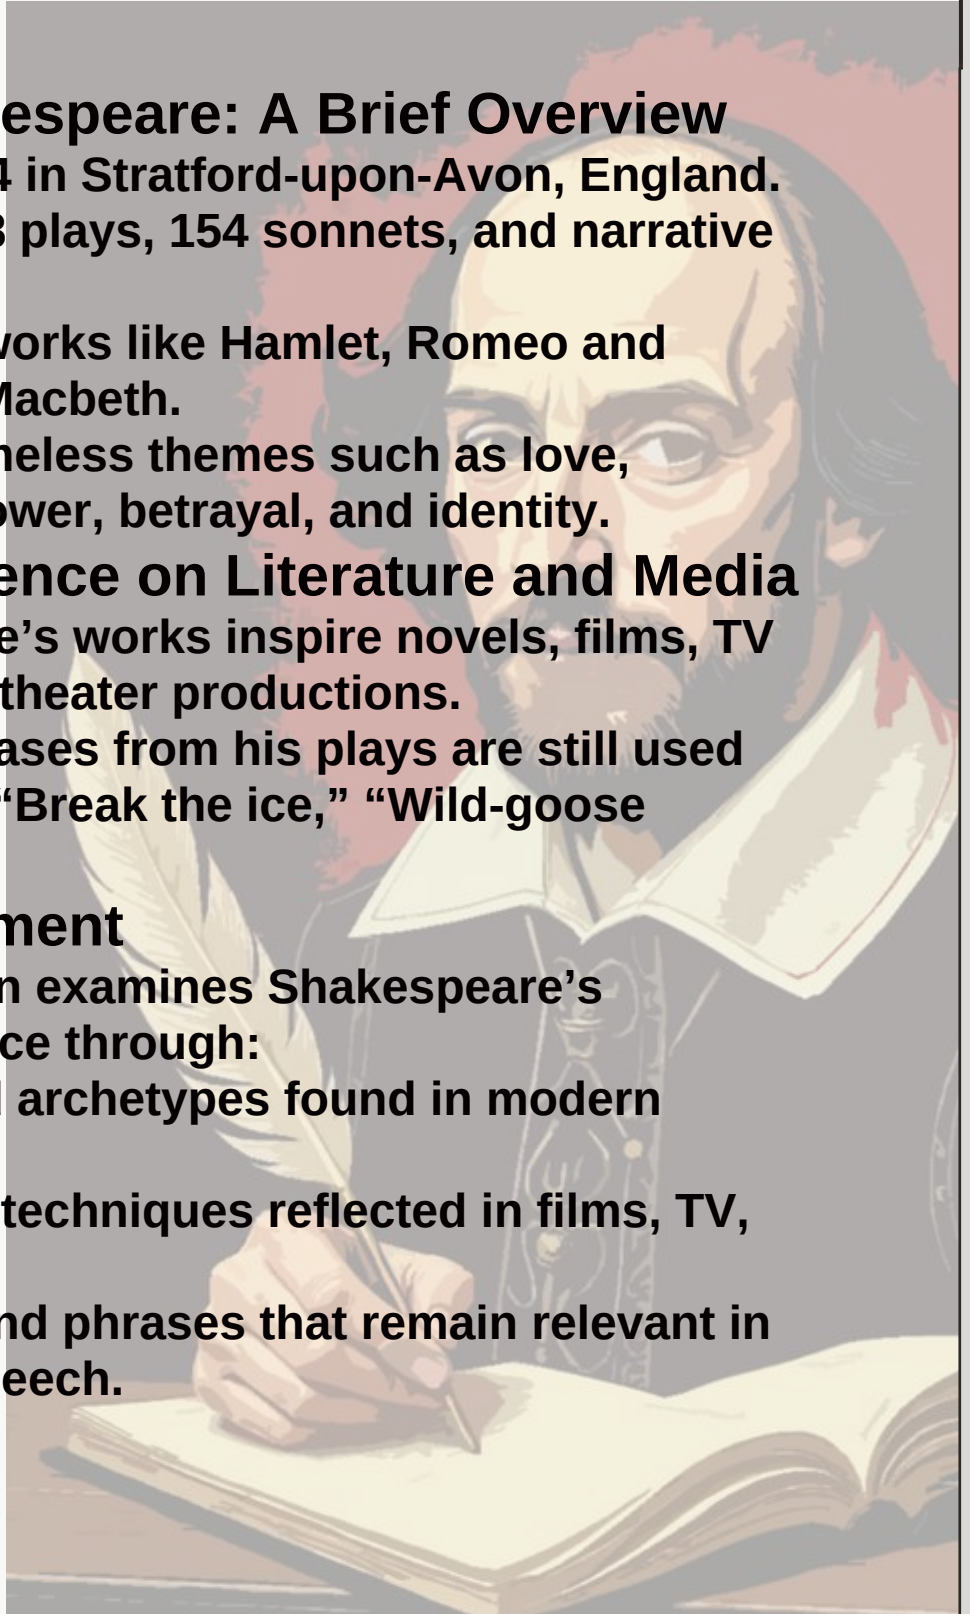 espeare: A Brief Overview
4 in Stratford-upon-Avon, England.
plays, 154 sonnets, and narrative
works like Hamlet, Romeo and
Macbeth.
meless themes such as love,
ower, betrayal, and identity.
ence on Literature and Media
e’s works inspire novels, films, TV
theater productions.
ases from his plays are still used
“Break the ice,” “Wild-goose
ment
n examines Shakespeare’s
ce through:
archetypes found in modern
techniques reflected in films, TV,
nd phrases that remain relevant in
eech.